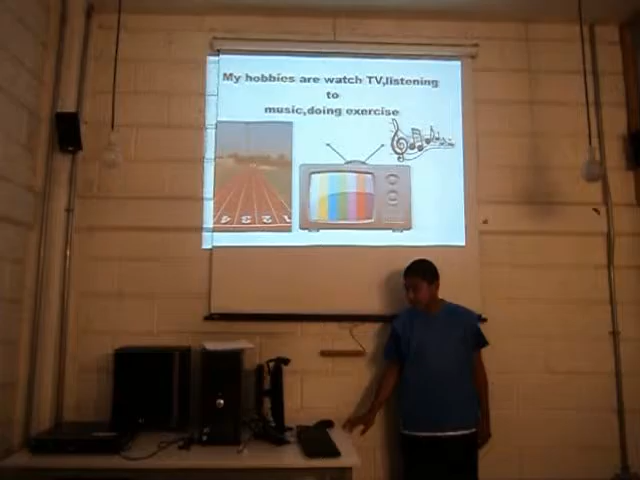 My hobbies are watch TV,listening
to
music,doing exercise